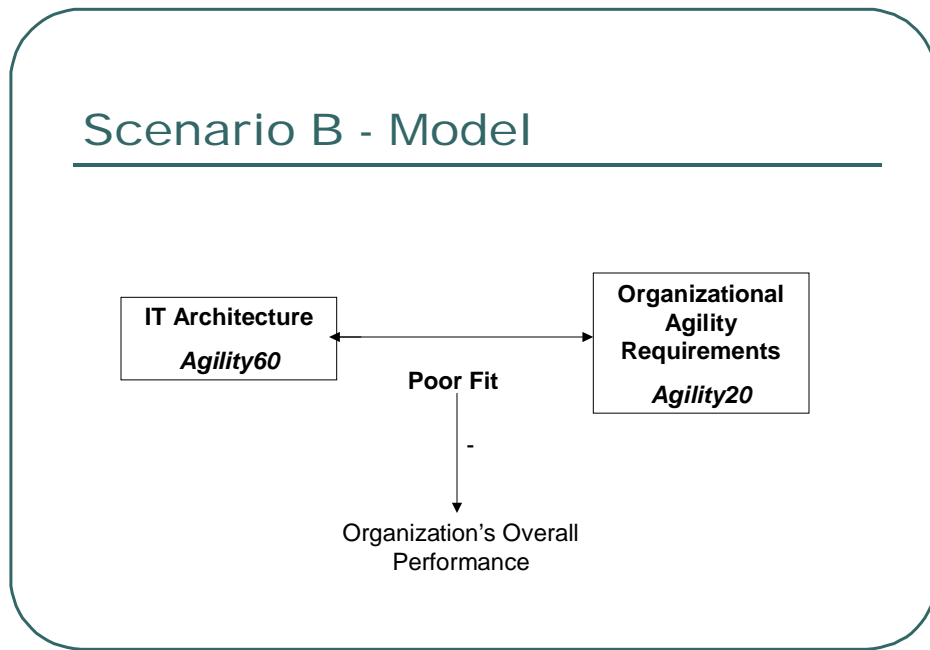 Scenario B - Model
IT Architecture
Agility60
Organizational
Agility
Requirements
Agility20
Poor Fit
-
Organization's Overall
Performance